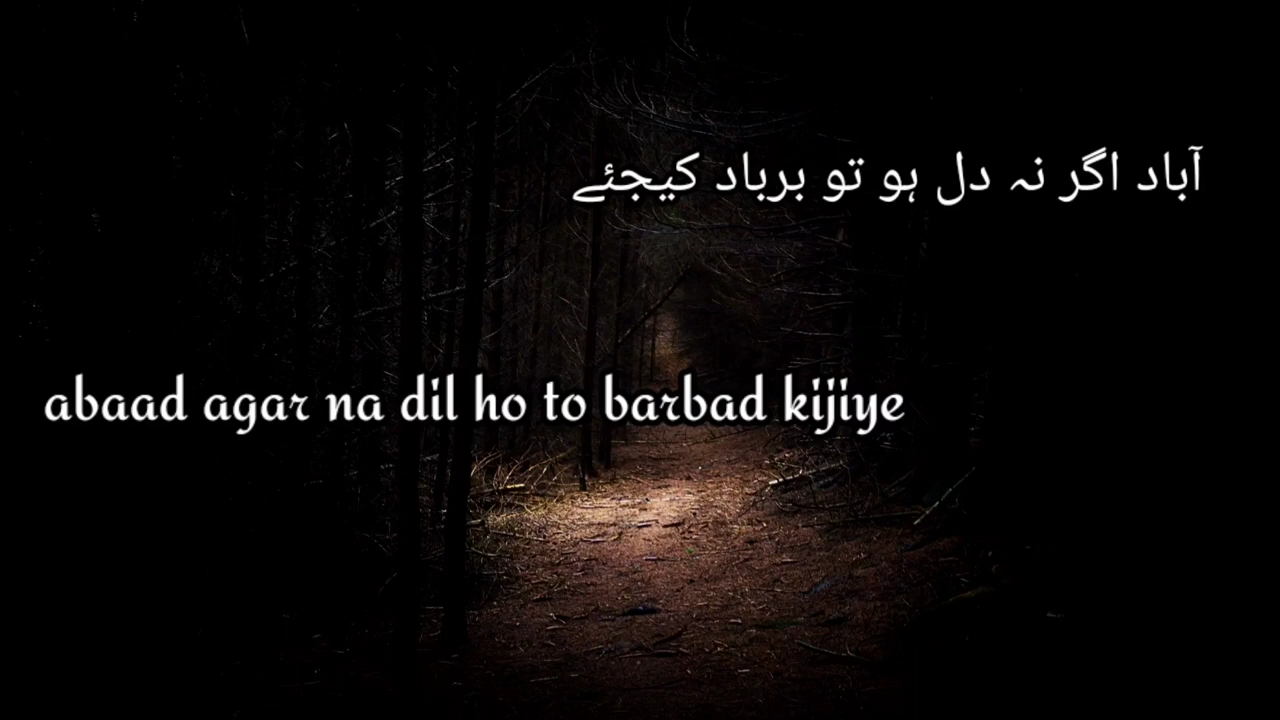 آباد اگر نہ دل ہو تو برباد کیجئے
abaad agar na dil ho to barbad kijiye